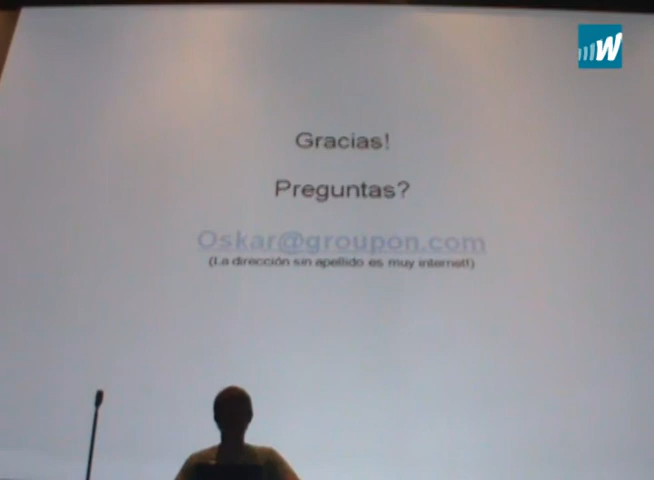 W
Gracias!
Preguntas?
Oskar@groupon.com
(La dirección sin apellido es muy internet!)